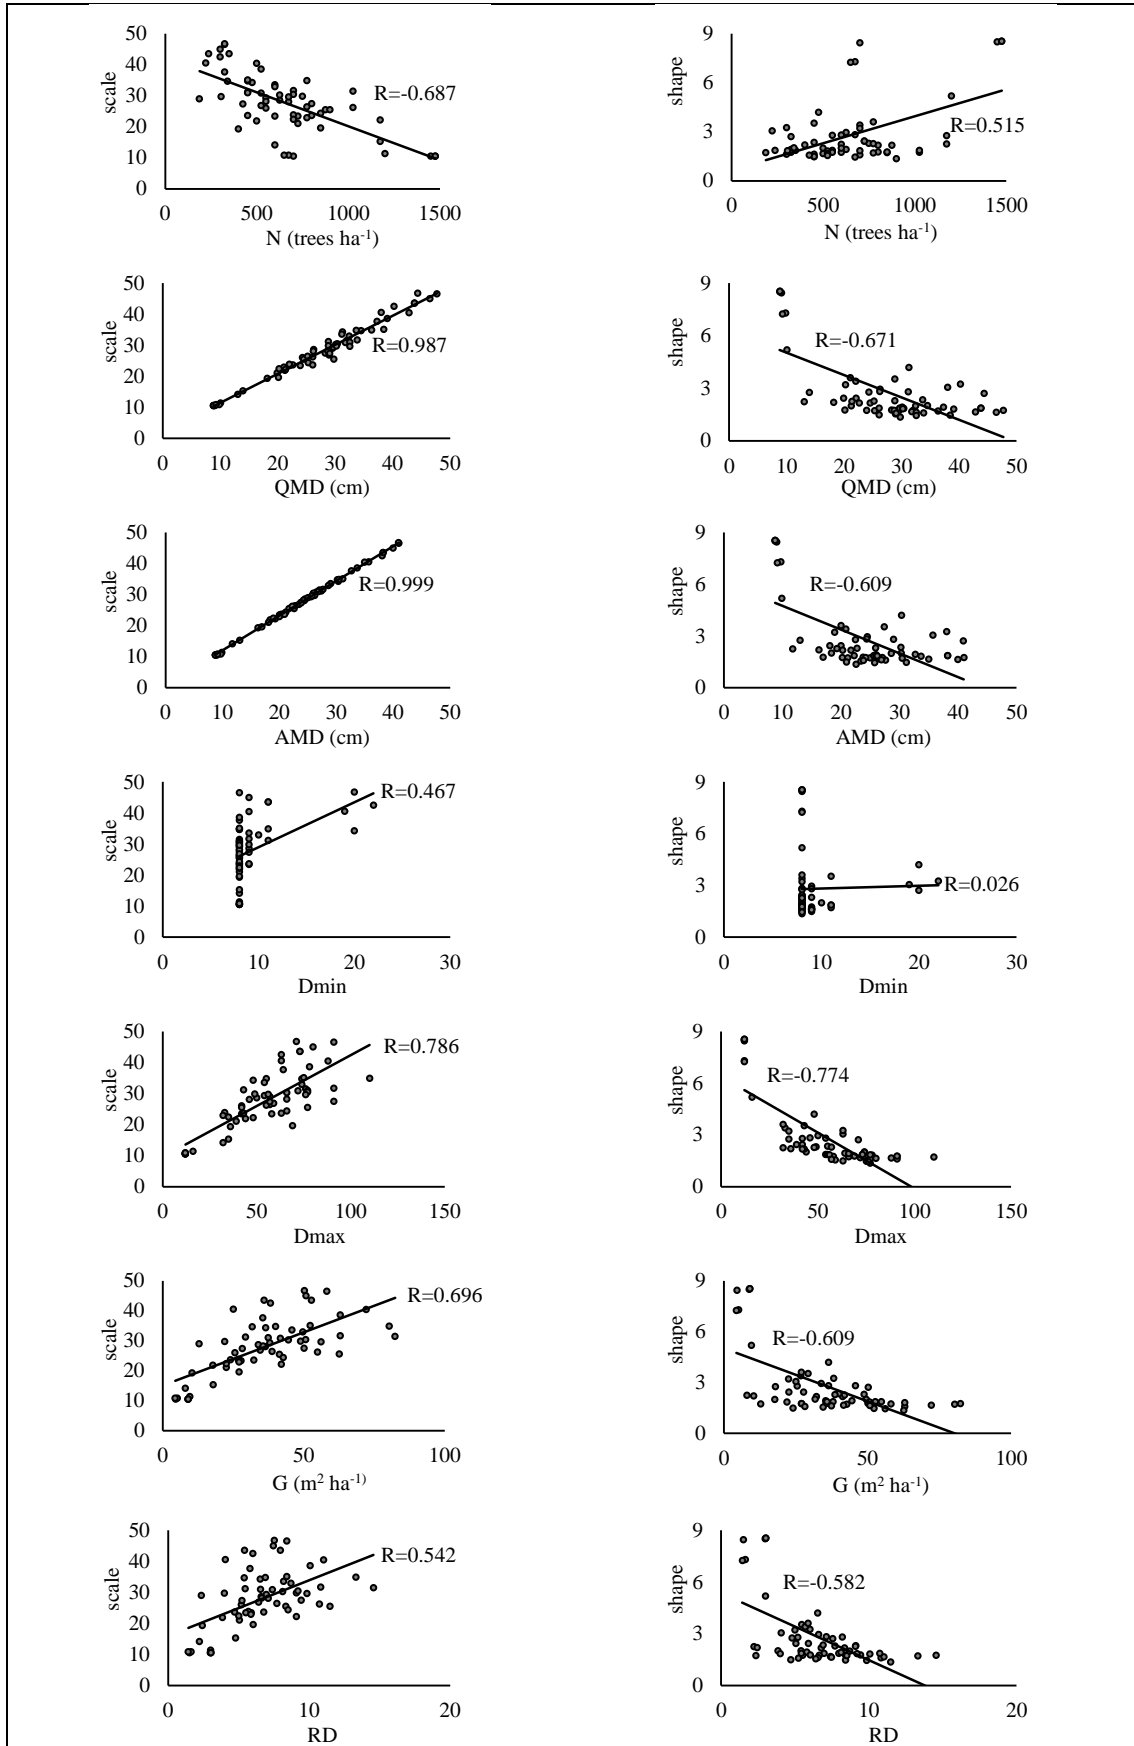 50
40
30
20
10
0
scale
R=-0.687
0 500 1000 1500
N (trees ha-1)
9
6
3
0
shape
R=0.515
0 500 1000 1500
N (trees ha-1)
50
40
30
20
10
0
scale
R=0.987
0 10 20 30 40 50
QMD (cm)
9
6
3
0
shape
R=-0.671
0 10 20 30 40 50
QMD (cm)
50
40
30
20
10
0
scale
R=0.999
0 10 20 30 40 50
AMD (cm)
9
6
3
0
shape
R=-0.609
0 10 20 30 40 50
AMD (cm)
50
40
30
20
10
0
scale
R=0.467
0 10 20 30
Dmin
9
6
3
0
shape
R=0.026
0 10 20 30
Dmin
50
40
30
20
10
0
scale
R=0.786
0 50 100 150
Dmax
9
6
3
0
shape
R=-0.774
0 50 100 150
Dmax
50
40
30
20
10
0
scale
R=0.696
0 50 100
G (m2 ha-1)
9
6
3
0
shape
R=-0.609
0 50 100
G (m2 ha-1)
50
40
30
20
10
0
scale
R=0.542
0 10 20
RD
9
6
3
0
shape
R=-0.582
0 10 20
RD